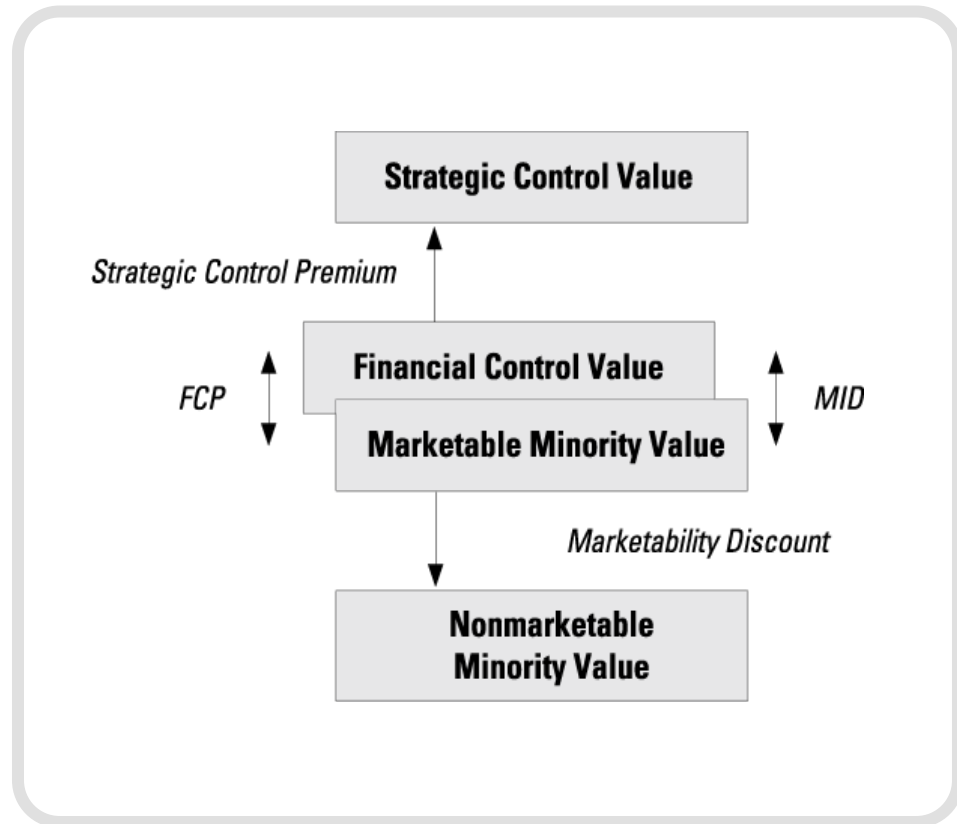 Strategic Control Value
Strategic Control Premium
Financial Control Value
FCP
MID
Marketable Minority Value
Marketability Discount
Nonmarketable
Minority Value